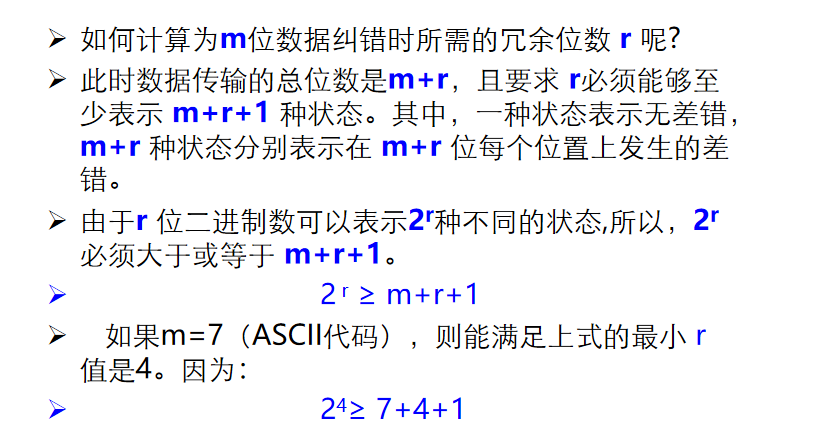 ➢ 如何计算为m位数据纠错时所需的冗余位数 r 呢?
➢ 此时数据传输的总位数是m+r，且要求 r必须能够至
少表示 m+r+1 种状态。其中，一种状态表示无差错，
m+r 种状态分别表示在 m+r 位每个位置上发生的差
错。
➢ 由于r 位二进制数可以表示2ʳ种不同的状态,所以，2ʳ
必须大于或等于 m+r+1。
➢ 2 ʳ ≥ m+r+1
➢ 如果m=7（ASCII代码），则能满足上式的最小 r
值是4。因为：
➢ 2⁴≥ 7+4+1